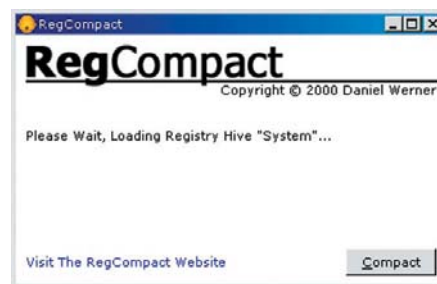 RegCompact
RegCompact
Copyright © 2000 Daniel Werner
Please Wait, Loading Registry Hive "System"...
Visit The RegCompact Website
Compact